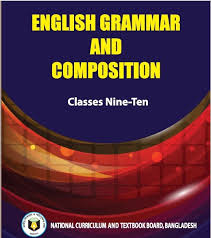 ENGLISH GRAMMAR
AND
COMPOSITION
Classes Nine-Ten
NATIONAL CURRICULUM AND TEXTBOOK BOARD, BANGLADESH